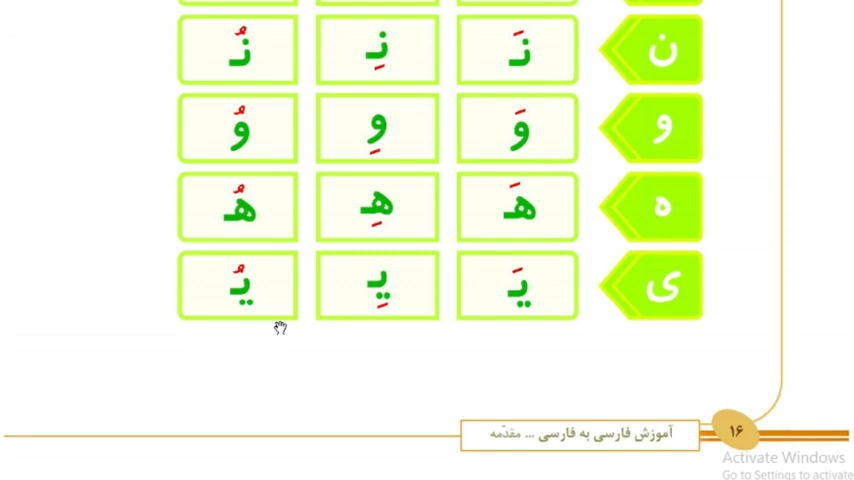 ن نَـ نِـ نُـ
و وَ وِ وُ
ه هَـ هِـ هُـ
ی یَـ یِـ یُـ
آموزش فارسی به فارسی ... مقدّمه
۱۶
Activate Windows
Go to Settings to activate